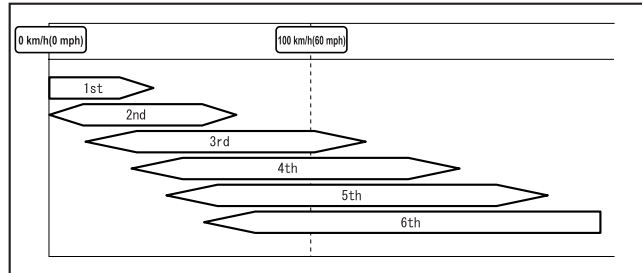 0 km/h(0 mph)
100 km/h(60 mph)
1st
2nd
3rd
4th
5th
6th